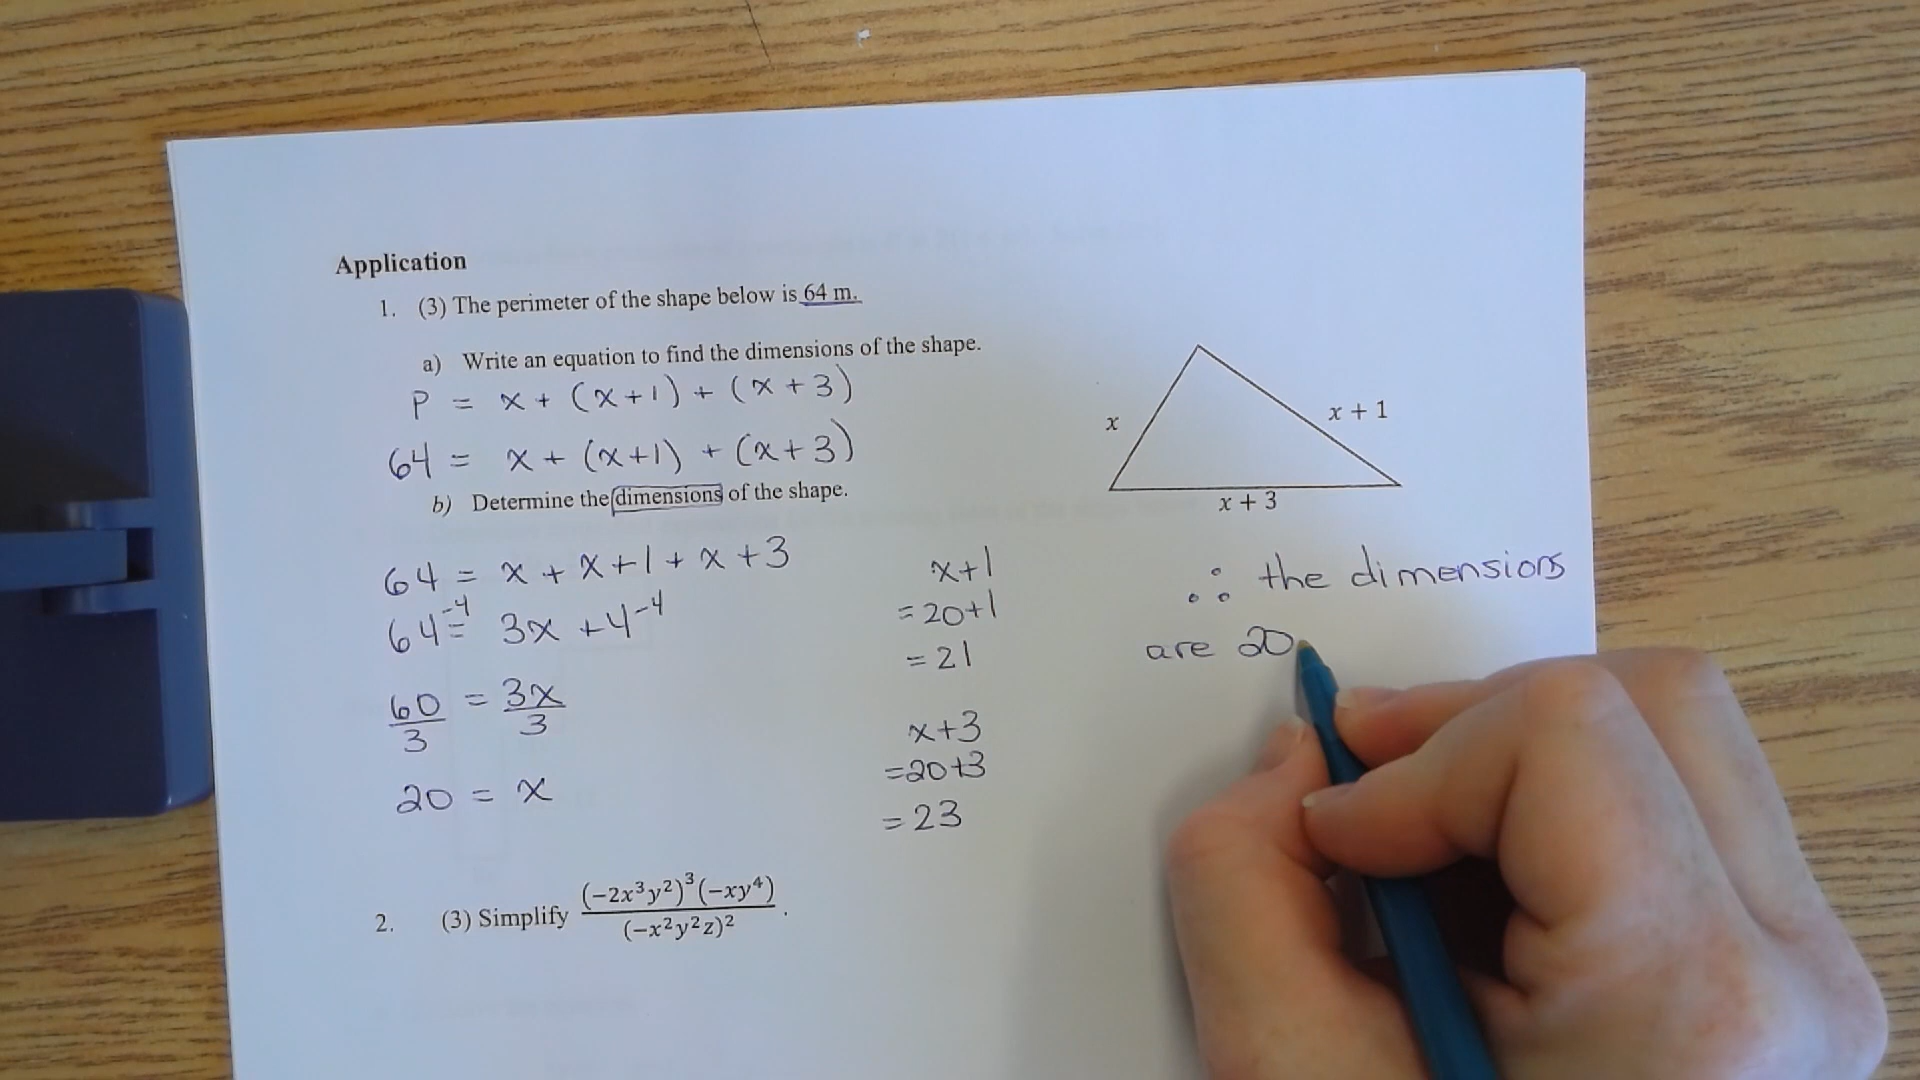 Application
1. (3) The perimeter of the shape below is 64 m.
a) Write an equation to find the dimensions of the shape.
P = x + (x+1) + (x+3)
64 = x + (x+1) + (x+3)
x
x + 1
x + 3
b) Determine the dimensions of the shape.
64 = x + x+1 + x +3
64 -4 = 3x +4 -4
60/3 = 3x/3
20 = x
x+1
= 20+1
= 21
x+3
=20+3
= 23
∴ the dimensions
are 20
2. (3) Simplify (−2x³y²)³(−xy⁴) / (−x²y²z)² .